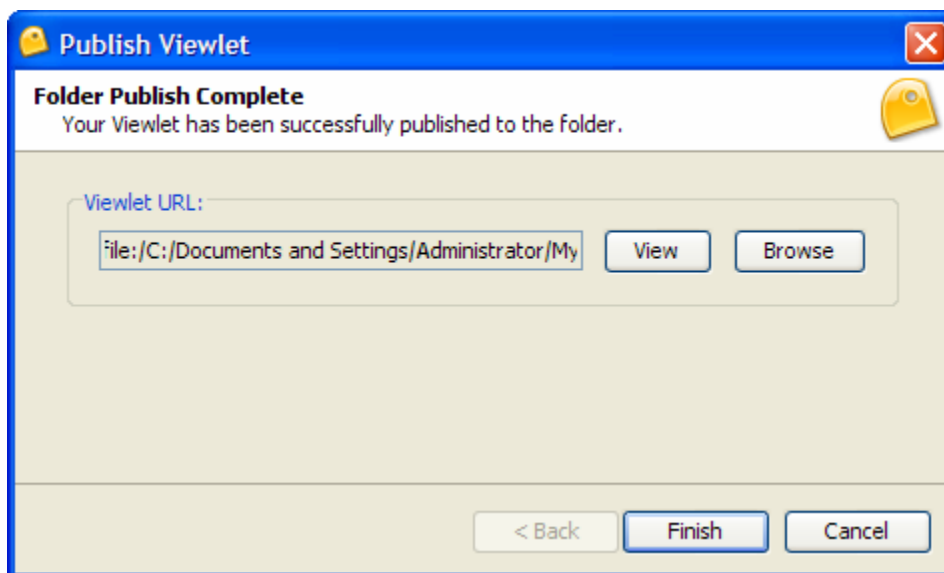 Publish Viewlet
Folder Publish Complete
Your Viewlet has been successfully published to the folder.
Viewlet URL:
File:/C:/Documents and Settings/Administrator/My
View
Browse
< Back
Finish
Cancel